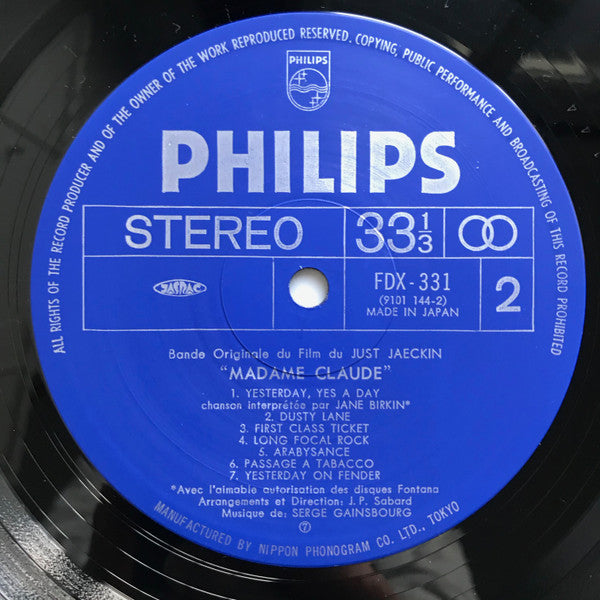 ALL RIGHTS OF THE RECORD PRODUCER AND OF THE OWNER OF THE WORK REPRODUCED RESERVED. COPYING, PUBLIC PERFORMANCE AND BROADCASTING OF THIS RECORD PROHIBITED
PHILIPS
PHILIPS
STEREO
33 1/3
FDX-331
(9101 144-2)
MADE IN JAPAN
2
JASRAC
Bande Originale du Film du JUST JAECKIN
"MADAME CLAUDE"
1. YESTERDAY, YES A DAY
chanson interprétée par JANE BIRKIN*
2. DUSTY LANE
3. FIRST CLASS TICKET
4. LONG FOCAL ROCK
5. ARABYSANCE
6. PASSAGE A TABACCO
7. YESTERDAY ON FENDER
*Avec l'aimabie autorisation des disques Fontana
Arrangements et Direction: J.P. Sabard
Musique de: SERGE GAINSBOURG
⑦
MANUFACTURED BY NIPPON PHONOGRAM CO. LTD., TOKYO